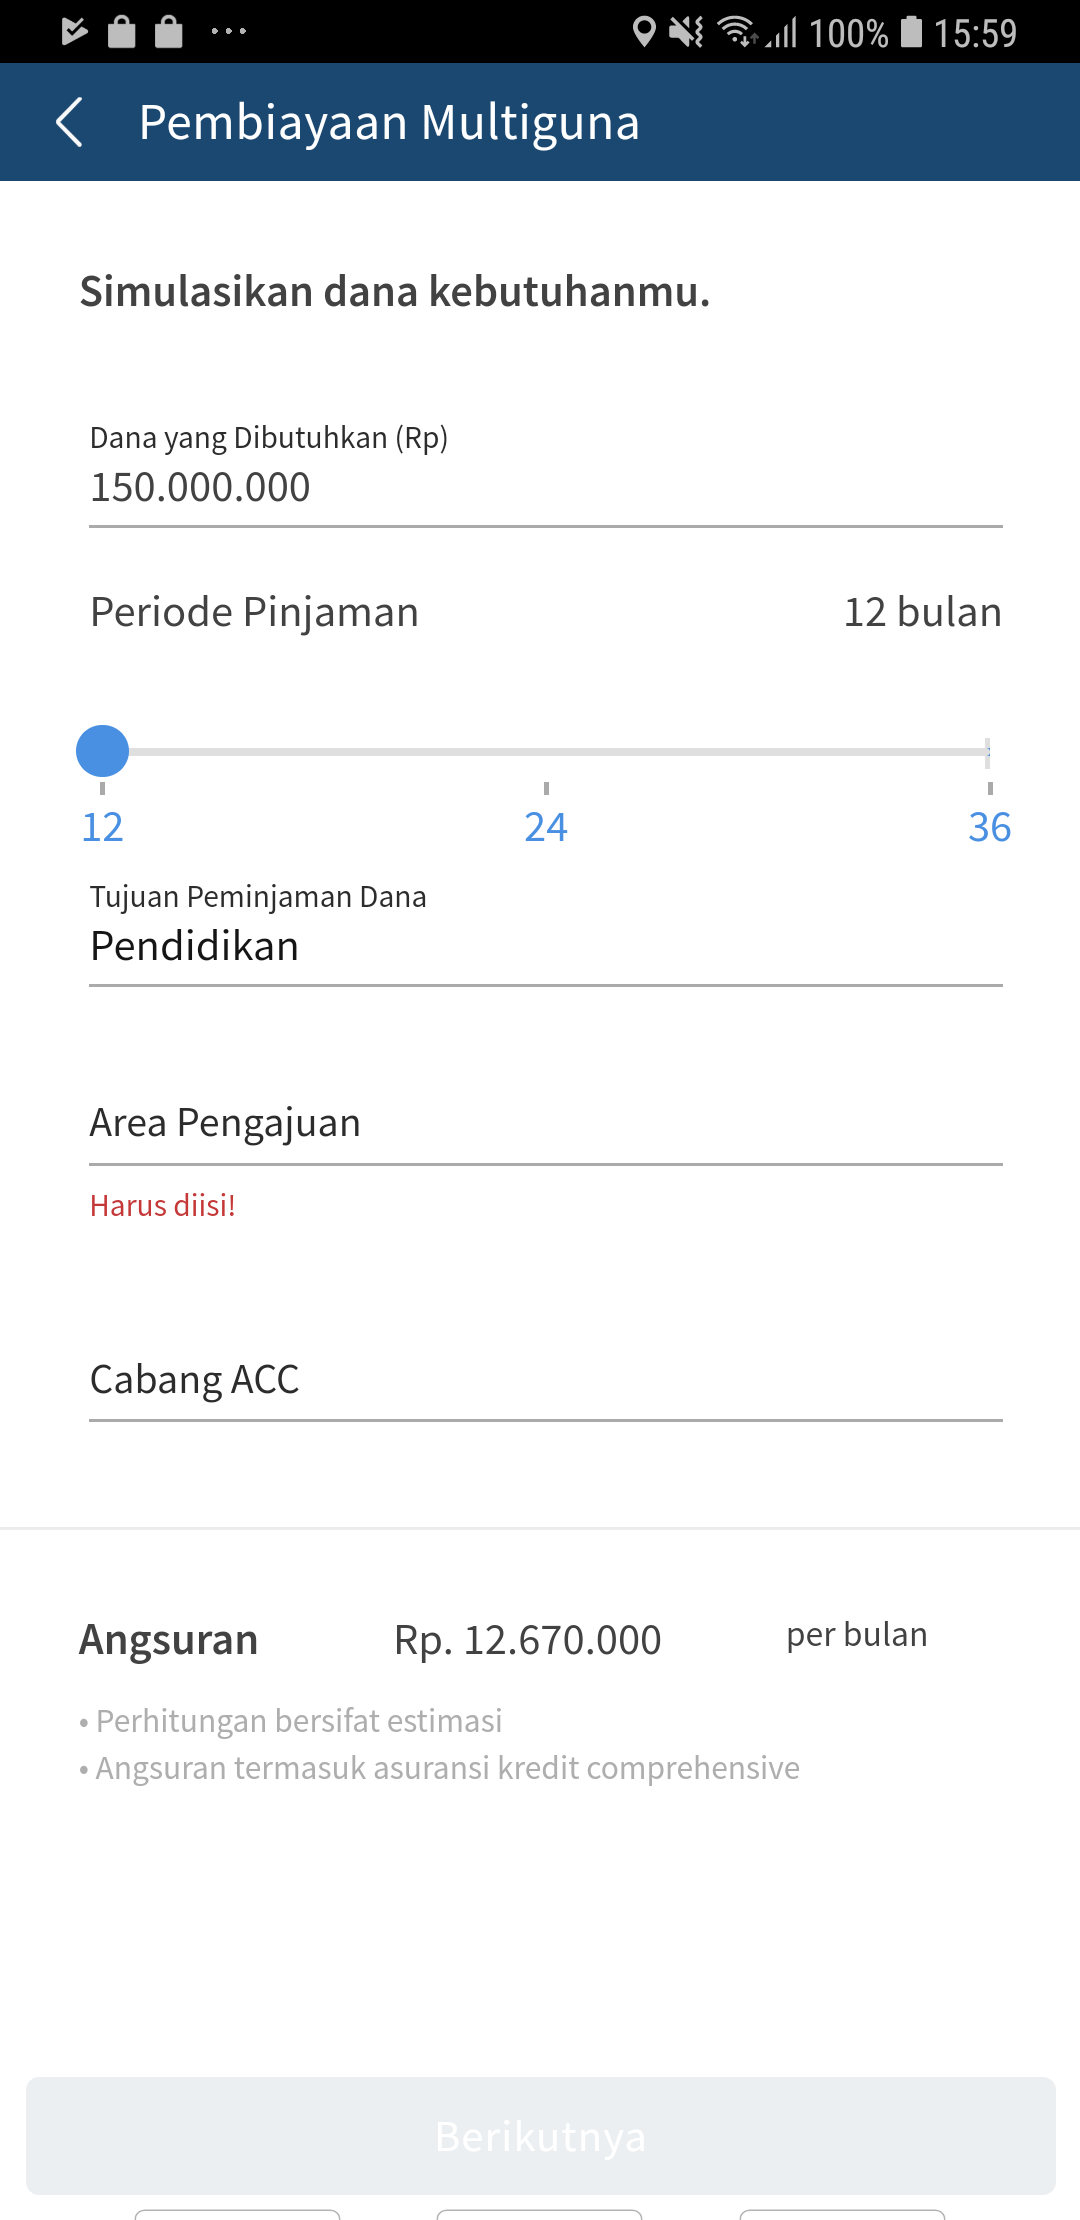 100% 15:59
Pembiayaan Multiguna
Simulasikan dana kebutuhanmu.
Dana yang Dibutuhkan (Rp)
150.000.000
Periode Pinjaman 12 bulan
12 24 36
Tujuan Peminjaman Dana
Pendidikan
Area Pengajuan
Harus diisi!
Cabang ACC
Angsuran Rp. 12.670.000 per bulan
• Perhitungan bersifat estimasi
• Angsuran termasuk asuransi kredit comprehensive
Berikutnya